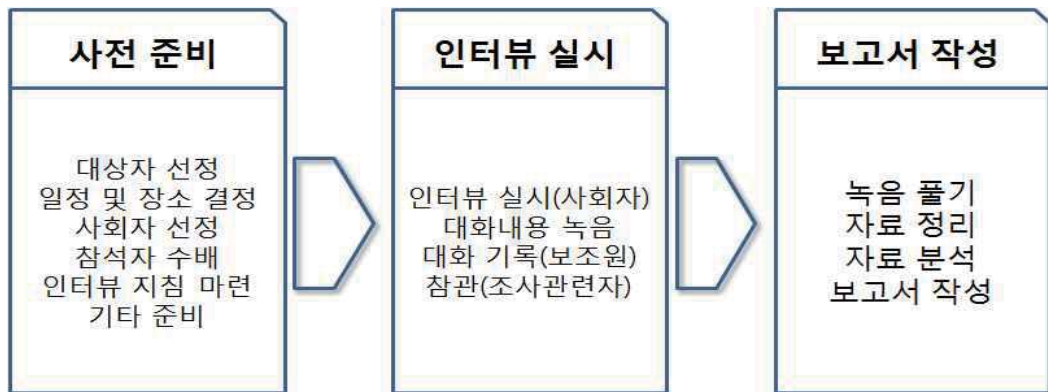 사전 준비
대상자 선정
일정 및 장소 결정
사회자 선정
참석자 수배
인터뷰 지침 마련
기타 준비
인터뷰 실시
인터뷰 실시(사회자)
대화내용 녹음
대화 기록(보조원)
참관(조사관련자)
보고서 작성
녹음 풀기
자료 정리
자료 분석
보고서 작성